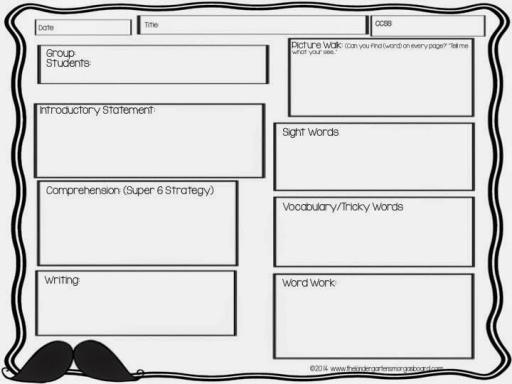 Date
Title:
CCSS
Group:
Students:
Picture Walk: (Can you find (word) on every page? "Tell me
what your see."
Introductory Statement:
Sight Words
Comprehension: (Super 6 Strategy)
Vocabulary/Tricky Words
Writing:
Word Work:
©2014 www.thekindergartensmorgasboard.com